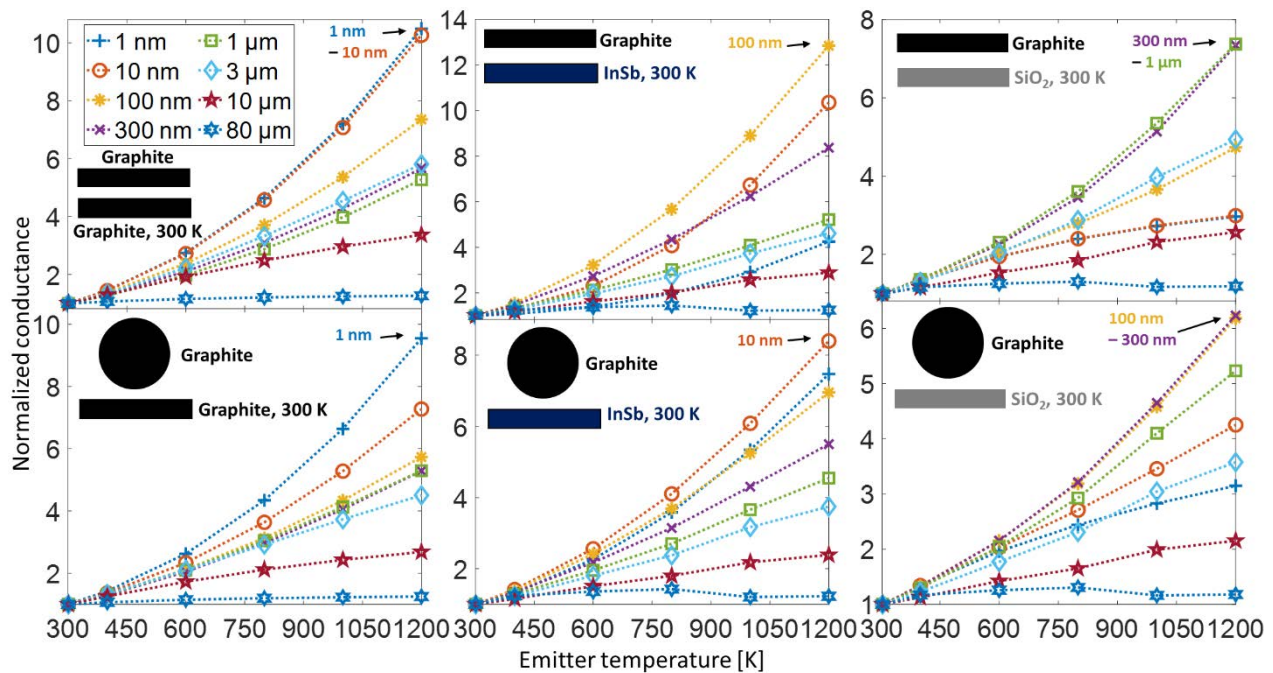 Normalized conductance
10
8
6
4
2
1 nm
1 μm
10 nm
3 μm
100 nm
10 μm
300 nm
80 μm
1 nm
– 10 nm
Graphite
Graphite, 300 K
14
12
10
8
6
4
2
Graphite
InSb, 300 K
100 nm
8
6
4
2
Graphite
SiO₂, 300 K
300 nm
– 1 μm
10
8
6
4
2
Graphite
Graphite, 300 K
1 nm
300 450 600 750 900 1050 1200
8
6
4
2
Graphite
InSb, 300 K
10 nm
300 450 600 750 900 1050 1200
6
5
4
3
2
1
Graphite
SiO₂, 300 K
100 nm
– 300 nm
300 450 600 750 900 1050 1200
Emitter temperature [K]